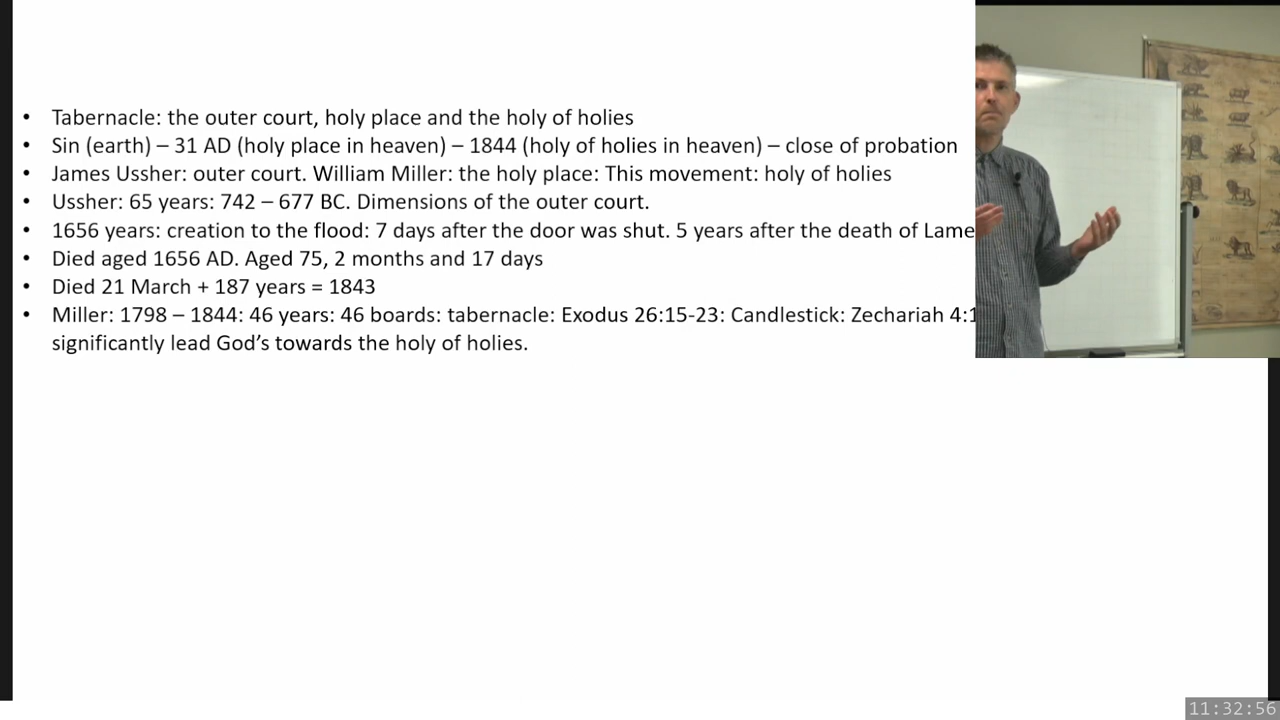 • Tabernacle: the outer court, holy place and the holy of holies
• Sin (earth) – 31 AD (holy place in heaven) – 1844 (holy of holies in heaven) – close of probation
• James Ussher: outer court. William Miller: the holy place: This movement: holy of holies
• Ussher: 65 years: 742 – 677 BC. Dimensions of the outer court.
• 1656 years: creation to the flood: 7 days after the door was shut. 5 years after the death of Lame
• Died aged 1656 AD. Aged 75, 2 months and 17 days
• Died 21 March + 187 years = 1843
• Miller: 1798 – 1844: 46 years: 46 boards: tabernacle: Exodus 26:15-23: Candlestick: Zechariah 4:1
significantly lead God’s towards the holy of holies.
11:32:56